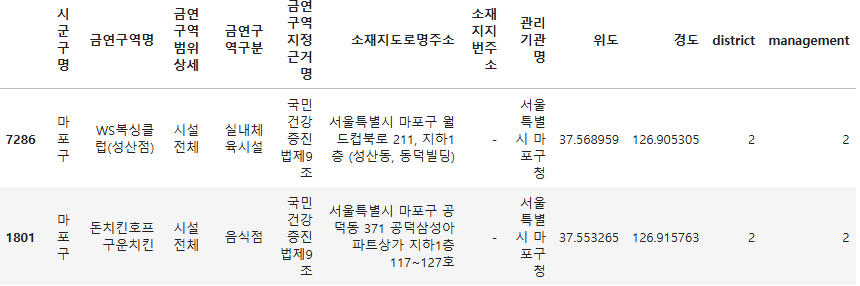 시
군
구
명
금연구역명
금연
구역
범위
상세
금연구
역구분
금연
구역
지정
근거
명
소재지도로명주소
소재
지지
번주
소
관리
기관
명
위도
경도
district
management
7286
마
포
구
WS복싱클
럽(성산점)
시설
전체
실내체
육시설
국민
건강
증진
법제9
조
서울특별시 마포구 월
드컵북로 211, 지하1
층 (성산동, 동덕빌딩)
-
서울
특별
시 마
포구
청
37.568959
126.905305
2
2
1801
마
포
구
돈치킨호프
구운치킨
시설
전체
음식점
국민
건강
증진
법제9
조
서울특별시 마포구 공
덕동 371 공덕삼성아
파트상가 지하1층
117~127호
-
서울
특별
시 마
포구
청
37.553265
126.915763
2
2